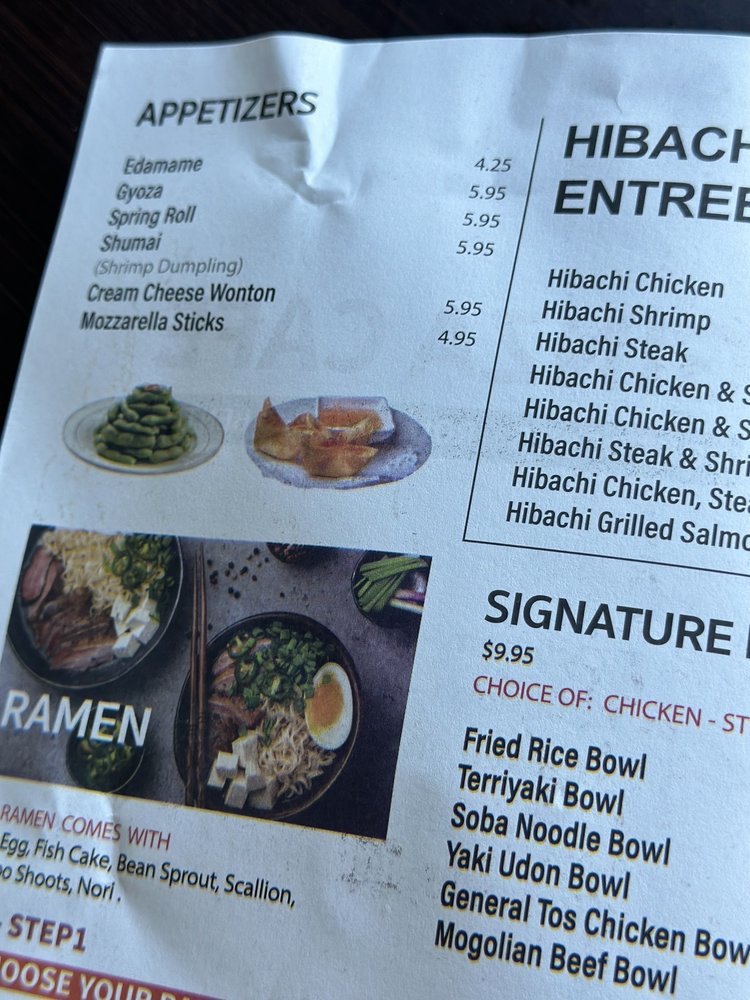 APPETIZERS
Edamame 4.25
Gyoza 5.95
Spring Roll 5.95
Shumai 5.95
(Shrimp Dumpling)
Cream Cheese Wonton 5.95
Mozzarella Sticks 4.95
HIBACH
ENTREE
Hibachi Chicken
Hibachi Shrimp
Hibachi Steak
Hibachi Chicken & S
Hibachi Chicken & S
Hibachi Steak & Shri
Hibachi Chicken, Stea
Hibachi Grilled Salmo
RAMEN
RAMEN COMES WITH
Egg, Fish Cake, Bean Sprout, Scallion,
oo Shoots, Nori .
STEP1
OOSE YOUR
SIGNATURE
$9.95
CHOICE OF: CHICKEN - ST
Fried Rice Bowl
Terriyaki Bowl
Soba Noodle Bowl
Yaki Udon Bowl
General Tos Chicken Bow
Mogolian Beef Bowl